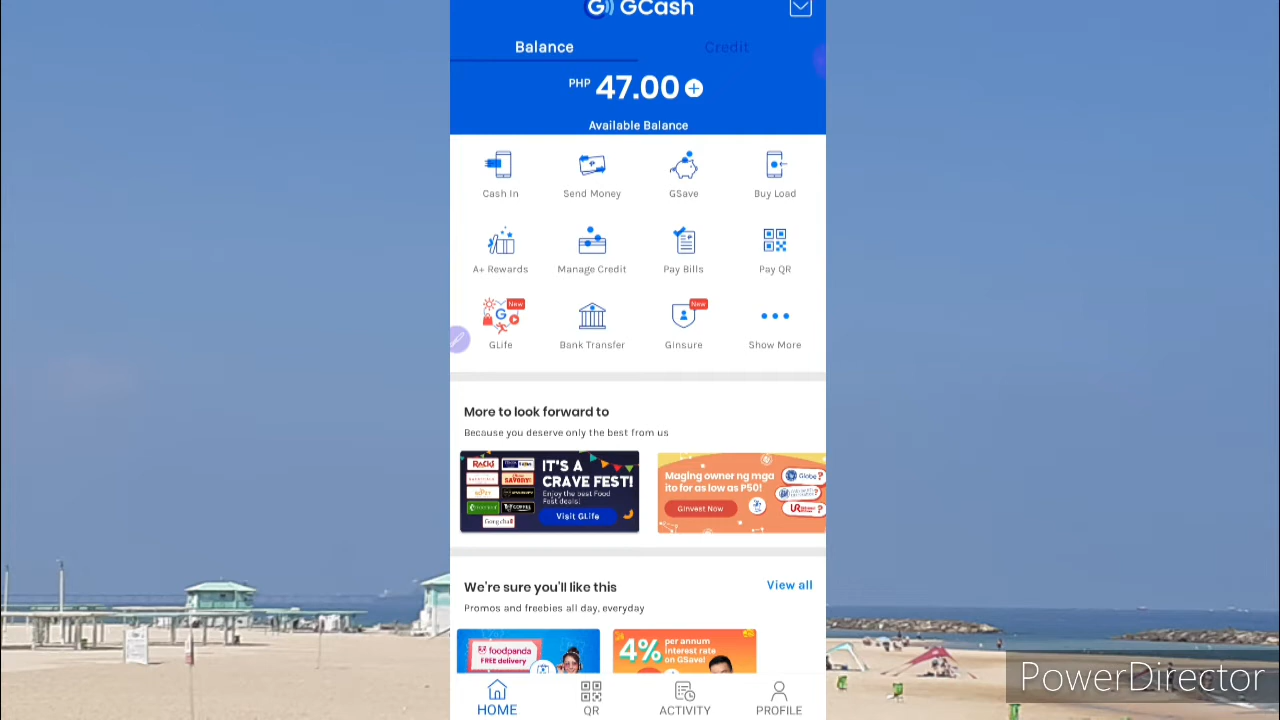 GCash
Balance
Credit
PHP 47.00
Available Balance
Cash In
Send Money
GSave
Buy Load
A+ Rewards
Manage Credit
Pay Bills
Pay QR
New
New
GLife
Bank Transfer
GInsure
Show More
More to look forward to
Because you deserve only the best from us
RACKS
IT'S A
CRAVE FEST!
Enjoy the best Food
Fest deals!
Visit GLife
Gong cha
Maging owner ng mga
ito for as low as P50!
GInvest Now
Globe?
We're sure you'll like this
View all
Promos and freebies all day, everyday
foodpanda
FREE delivery
4% per annum
interest rate
on GSave!
HOME
QR
ACTIVITY
PROFILE
PowerDirector